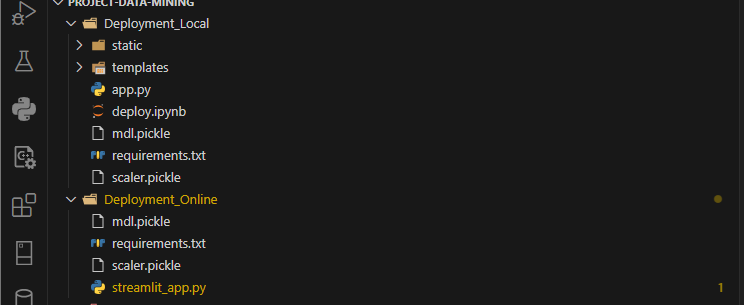 PROJECT-DATA-MINING
Deployment_Local
static
templates
app.py
deploy.ipynb
mdl.pickle
requirements.txt
scaler.pickle
Deployment_Online
mdl.pickle
requirements.txt
scaler.pickle
streamlit_app.py 1